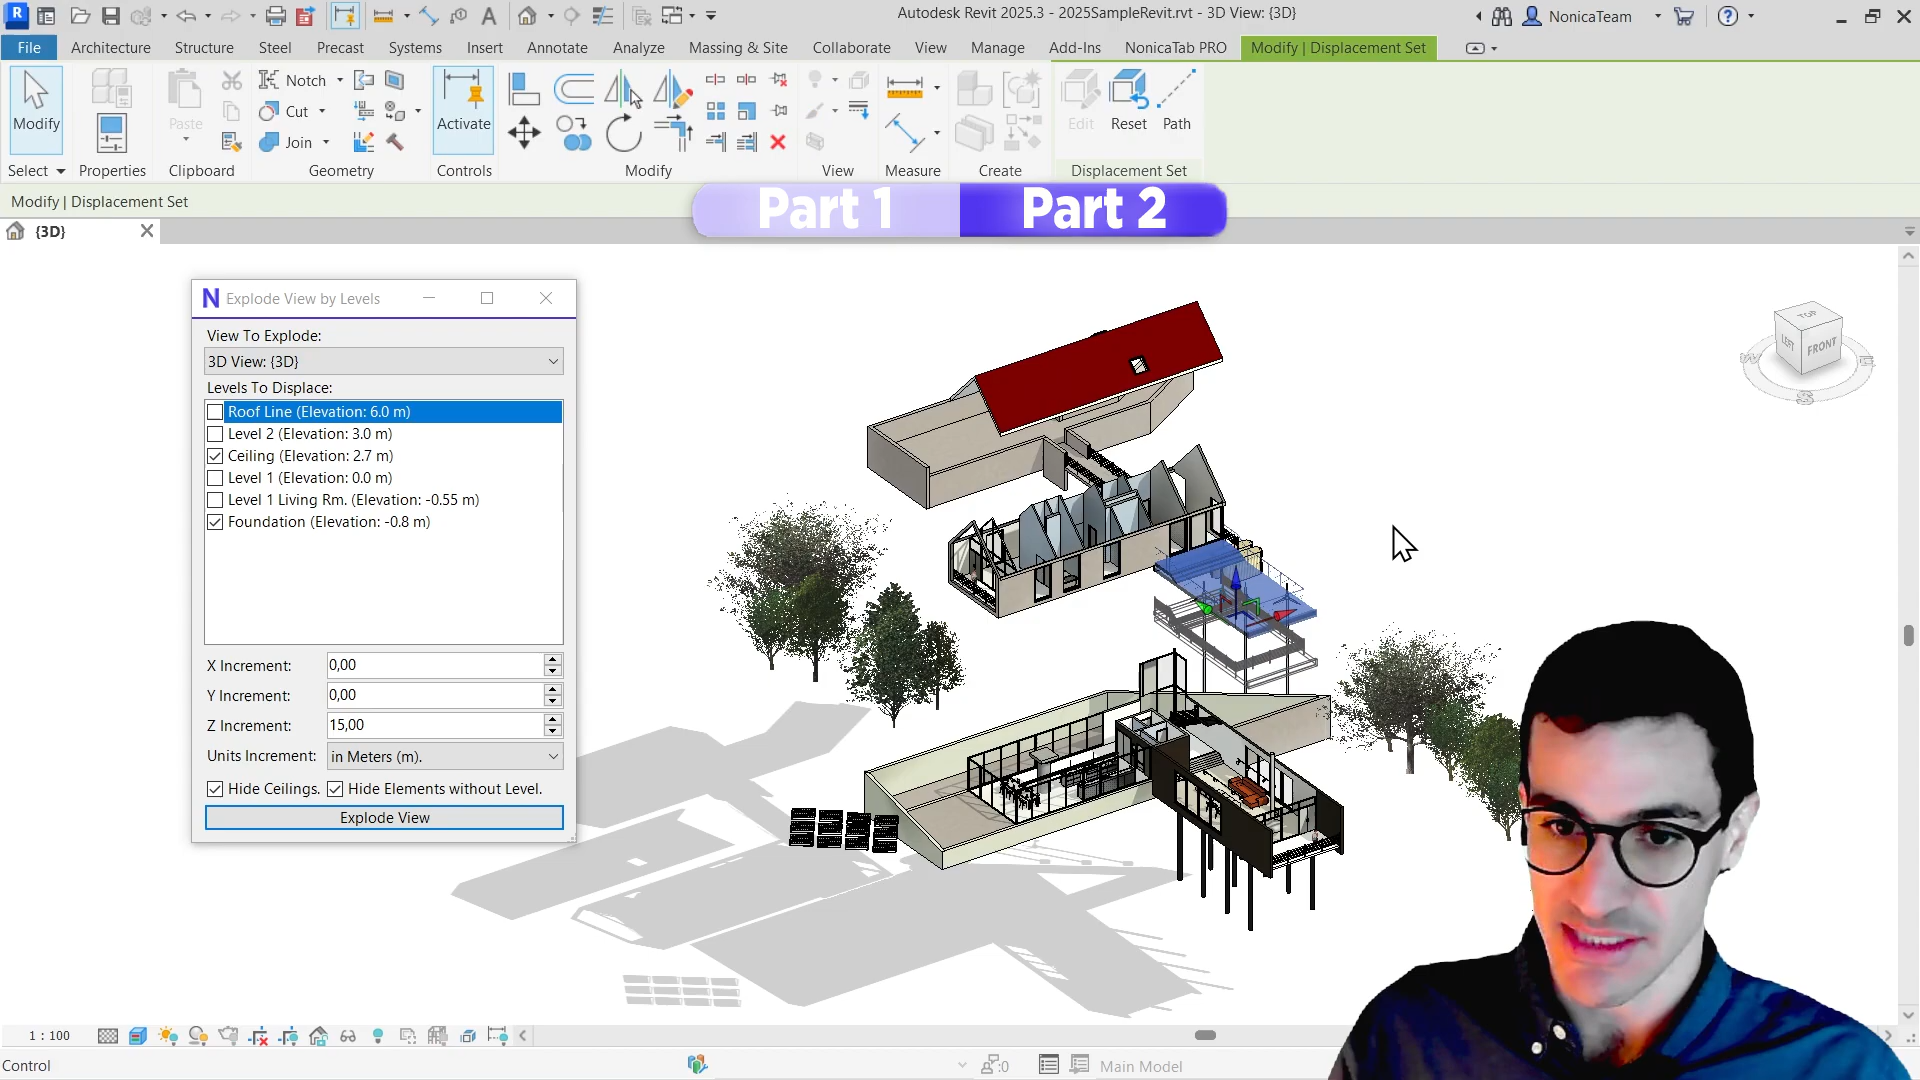 R
Autodesk Revit 2025.3 - 2025SampleRevit.rvt - 3D View: {3D}
NonicaTeam
File
Architecture
Structure
Steel
Precast
Systems
Insert
Annotate
Analyze
Massing & Site
Collaborate
View
Manage
Add-Ins
NonicaTab PRO
Modify | Displacement Set
Modify
Paste
Notch
Cut
Join
Activate
Edit
Reset
Path
Select
Properties
Clipboard
Geometry
Controls
Modify
View
Measure
Create
Displacement Set
Modify | Displacement Set
Part 1
Part 2
{3D}
N Explode View by Levels
View To Explode:
3D View: {3D}
Levels To Displace:
Roof Line (Elevation: 6.0 m)
Level 2 (Elevation: 3.0 m)
Ceiling (Elevation: 2.7 m)
Level 1 (Elevation: 0.0 m)
Level 1 Living Rm. (Elevation: -0.55 m)
Foundation (Elevation: -0.8 m)
X Increment: 0,00
Y Increment: 0,00
Z Increment: 15,00
Units Increment: in Meters (m).
Hide Ceilings. Hide Elements without Level.
Explode View
TOP
LEFT
FRONT
W
E
S
1 : 100
Control
:0
Main Model